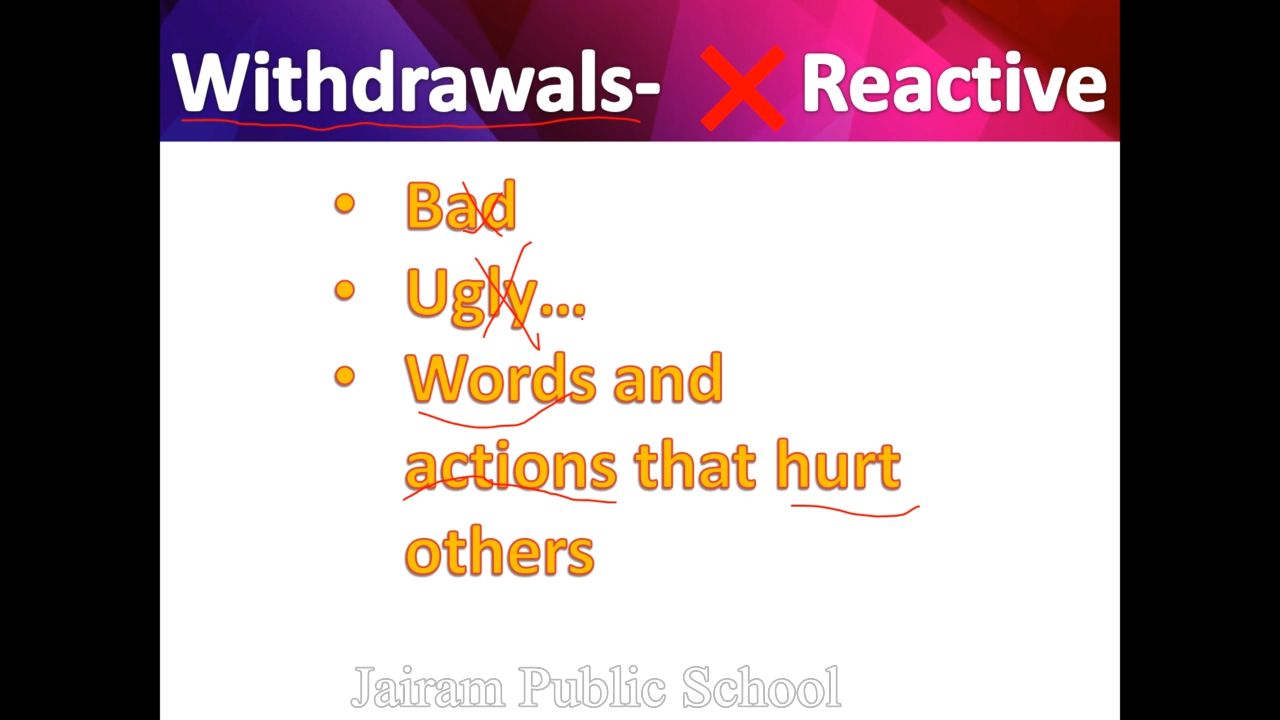 Withdrawals- ❌ Reactive
• Bad
• Ugly...
• Words and
actions that hurt
others
Jairam Public School